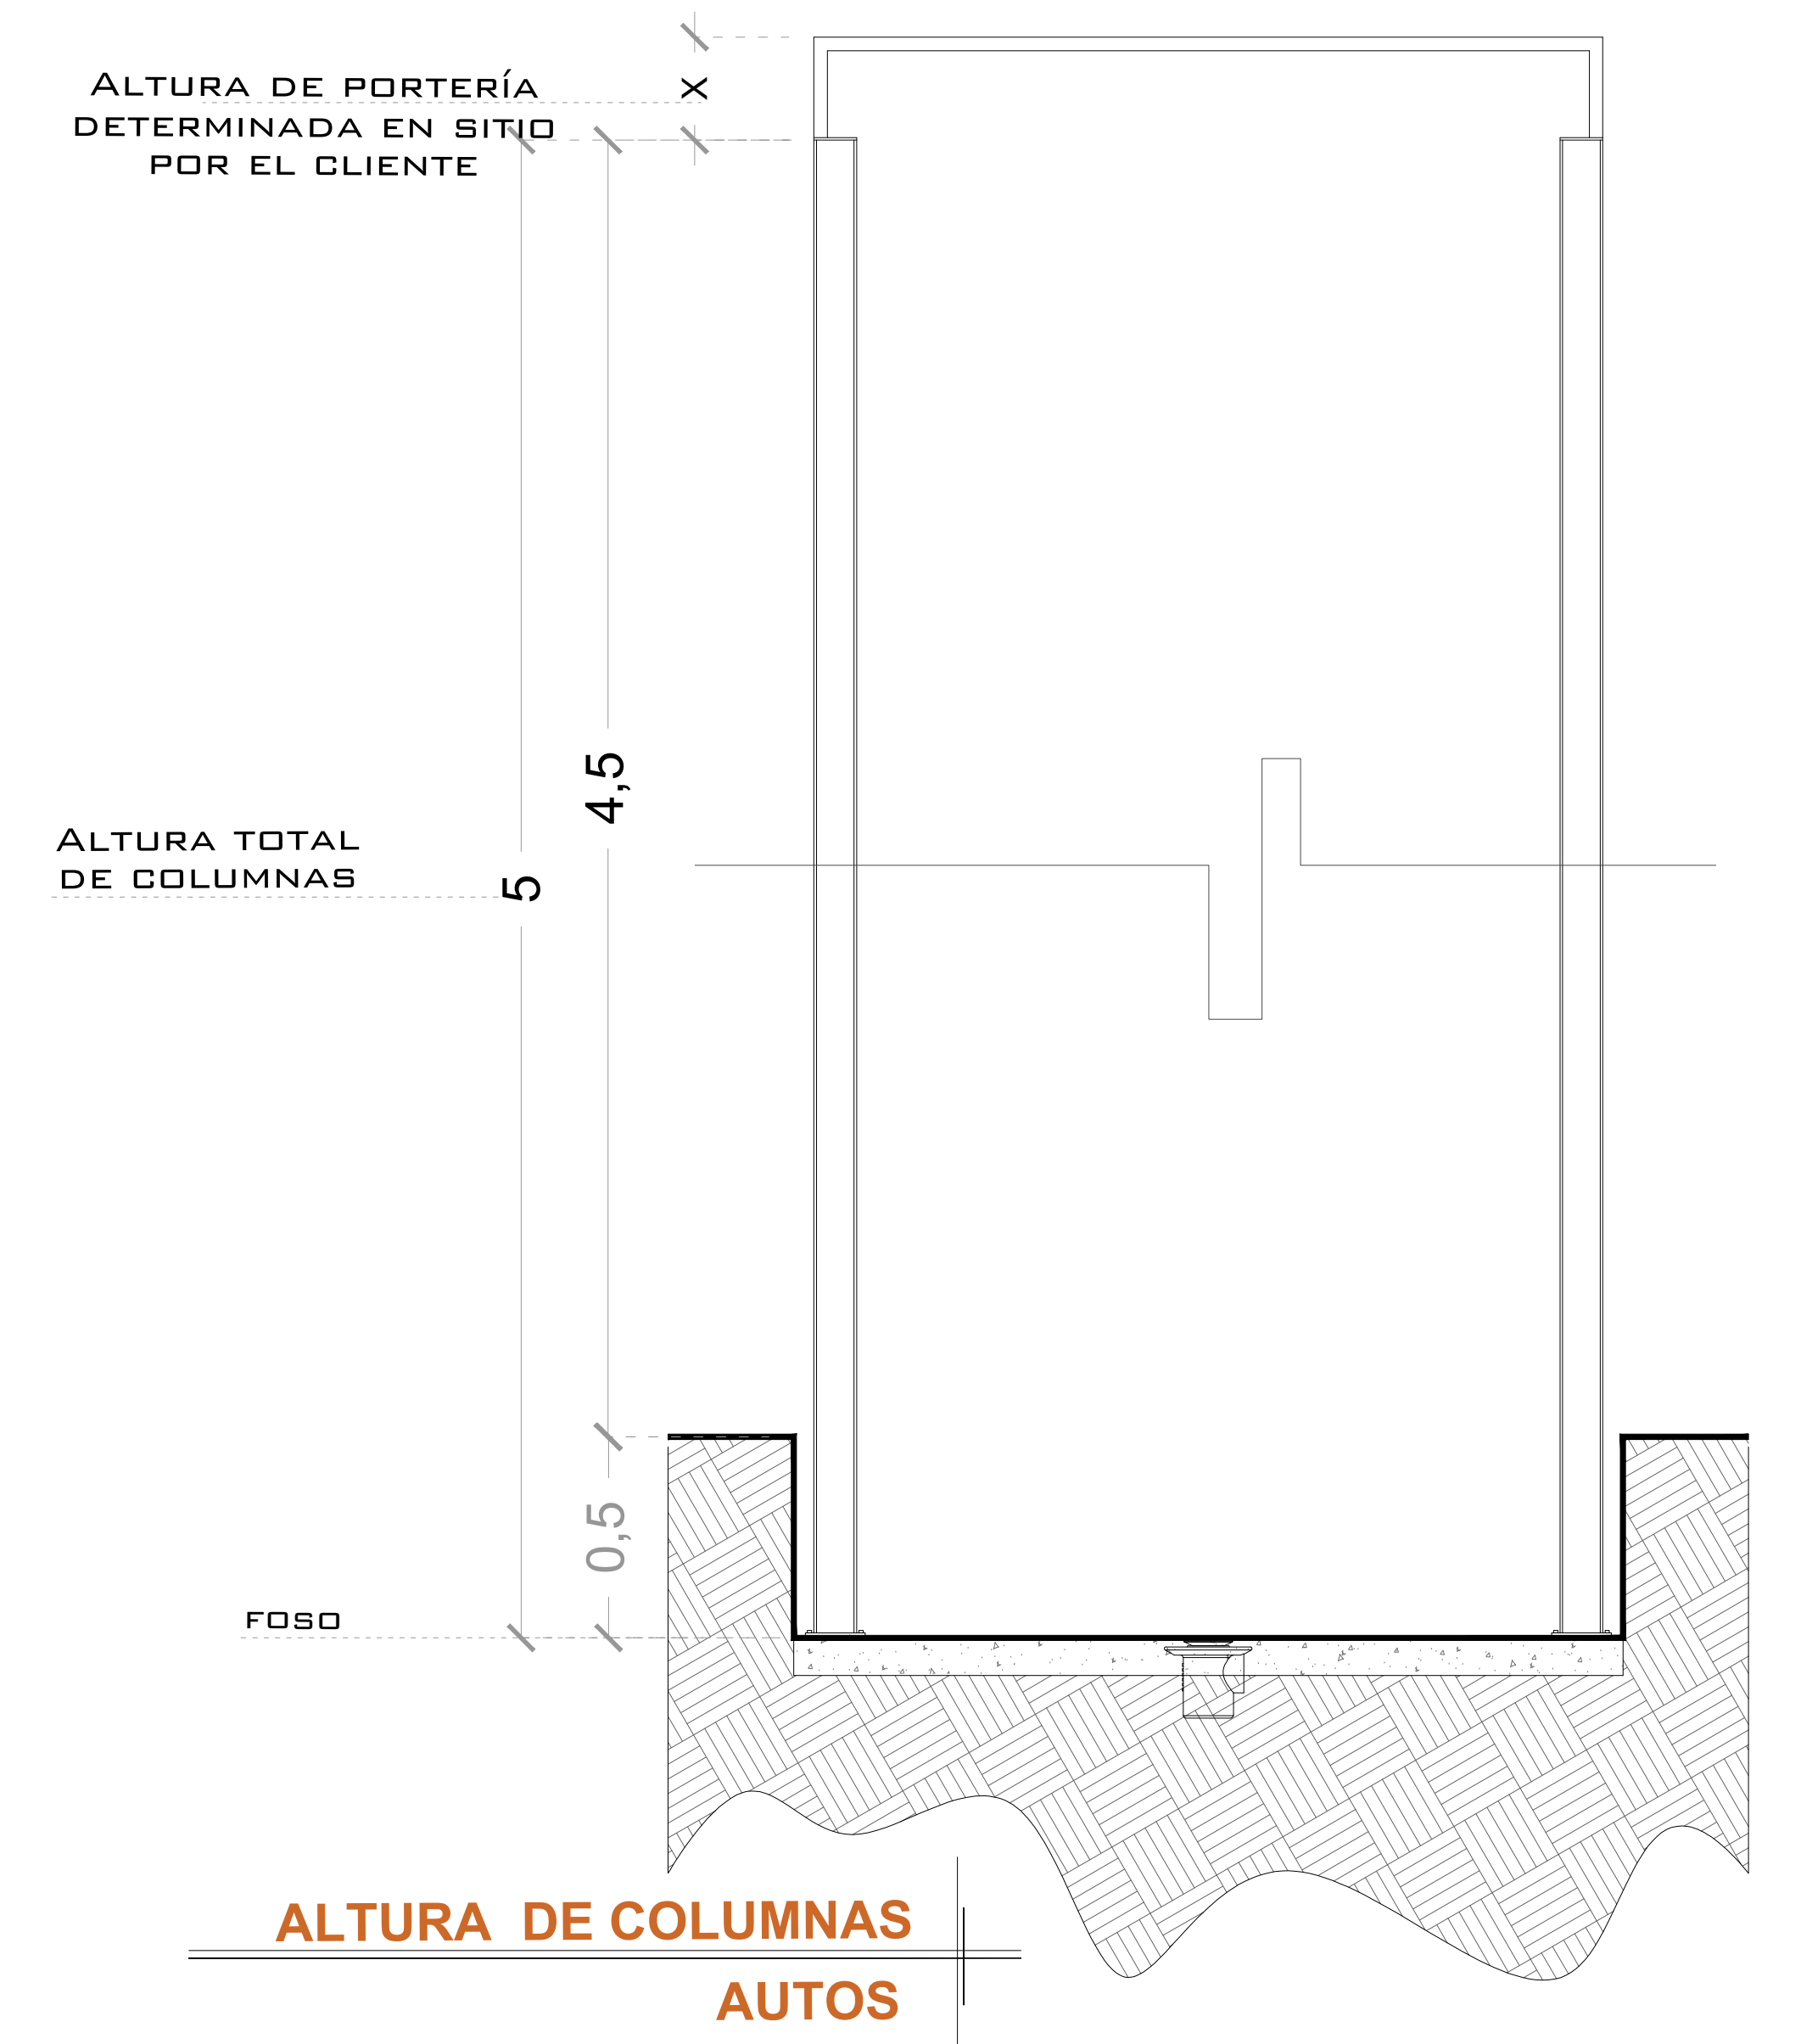 ALTURA DE PORTERÍA
DETERMINADA EN SITIO
POR EL CLIENTE
X
4,5
ALTURA TOTAL
DE COLUMNAS
5
0,5
FOSO
ALTURA DE COLUMNAS
AUTOS